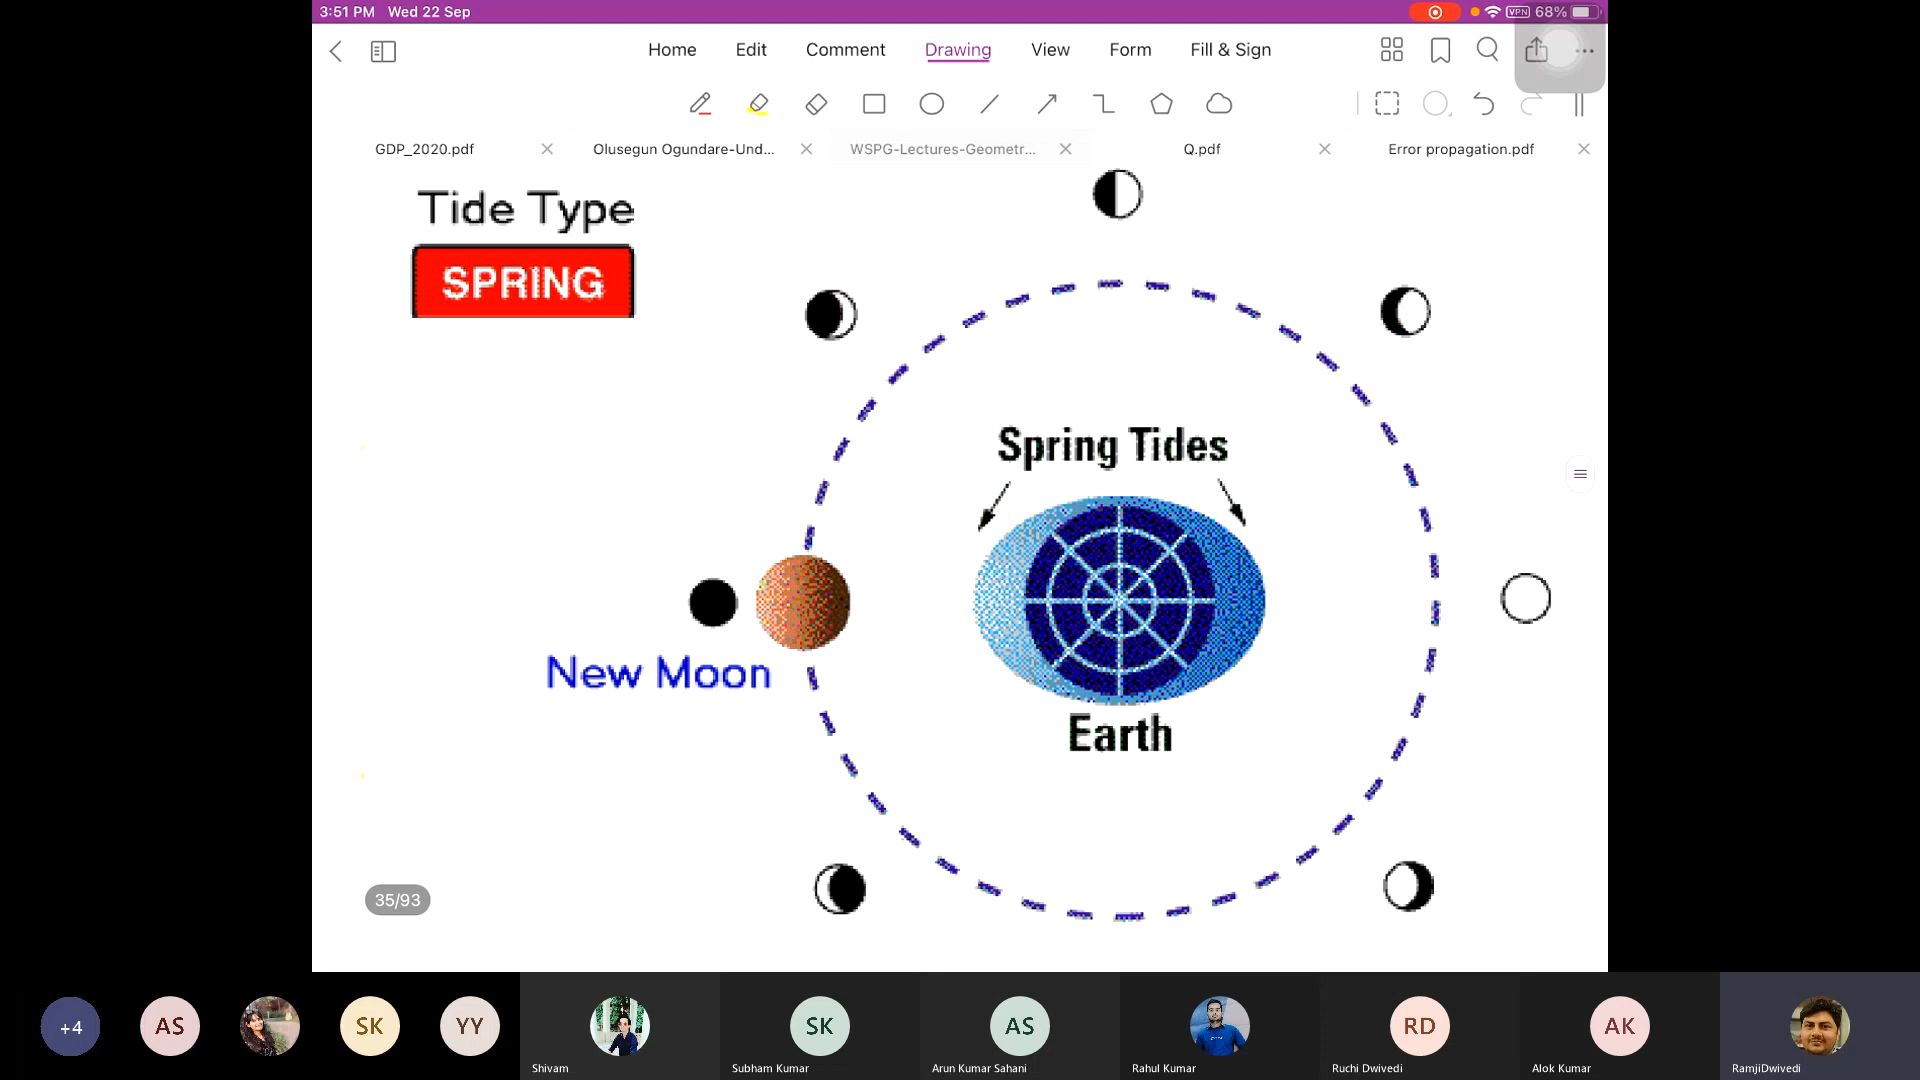 3:51 PM Wed 22 Sep
VPN 68%
Home Edit Comment Drawing View Form Fill & Sign
GDP_2020.pdf Olusegun Ogundare-Und... WSPG-Lectures-Geometr... Q.pdf Error propagation.pdf
Tide Type
SPRING
Spring Tides
New Moon
Earth
35/93
+4 AS SK YY SK AS RD AK
Shivam Subham Kumar Arun Kumar Sahani Rahul Kumar Ruchi Dwivedi Alok Kumar RamjiDwivedi